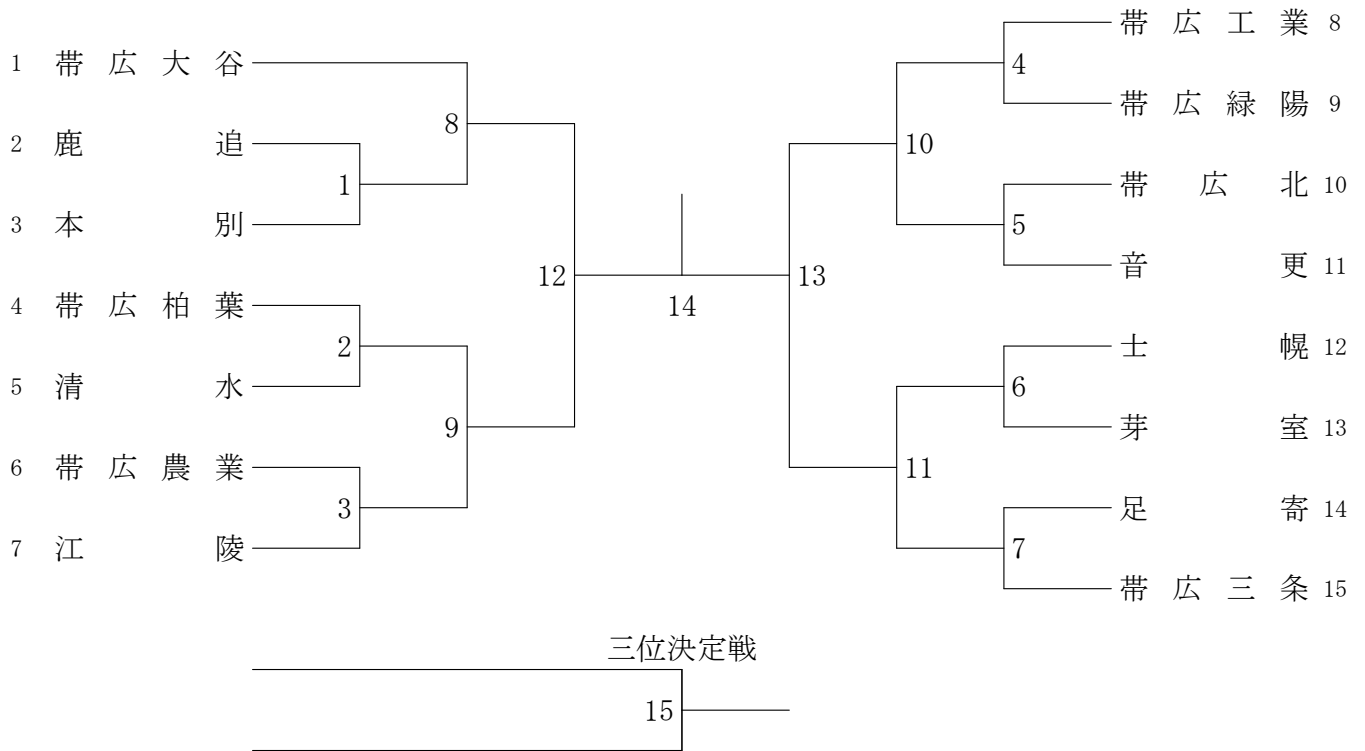 1 帯広大谷
2 鹿追
3 本別
4 帯広柏葉
5 清水
6 帯広農業
7 江陵
1
2
3
8
9
12
14
13
10
11
4
5
6
7
帯広工業 8
帯広緑陽 9
帯広北 10
音更 11
士幌 12
芽室 13
足寄 14
帯広三条 15
三位決定戦
15